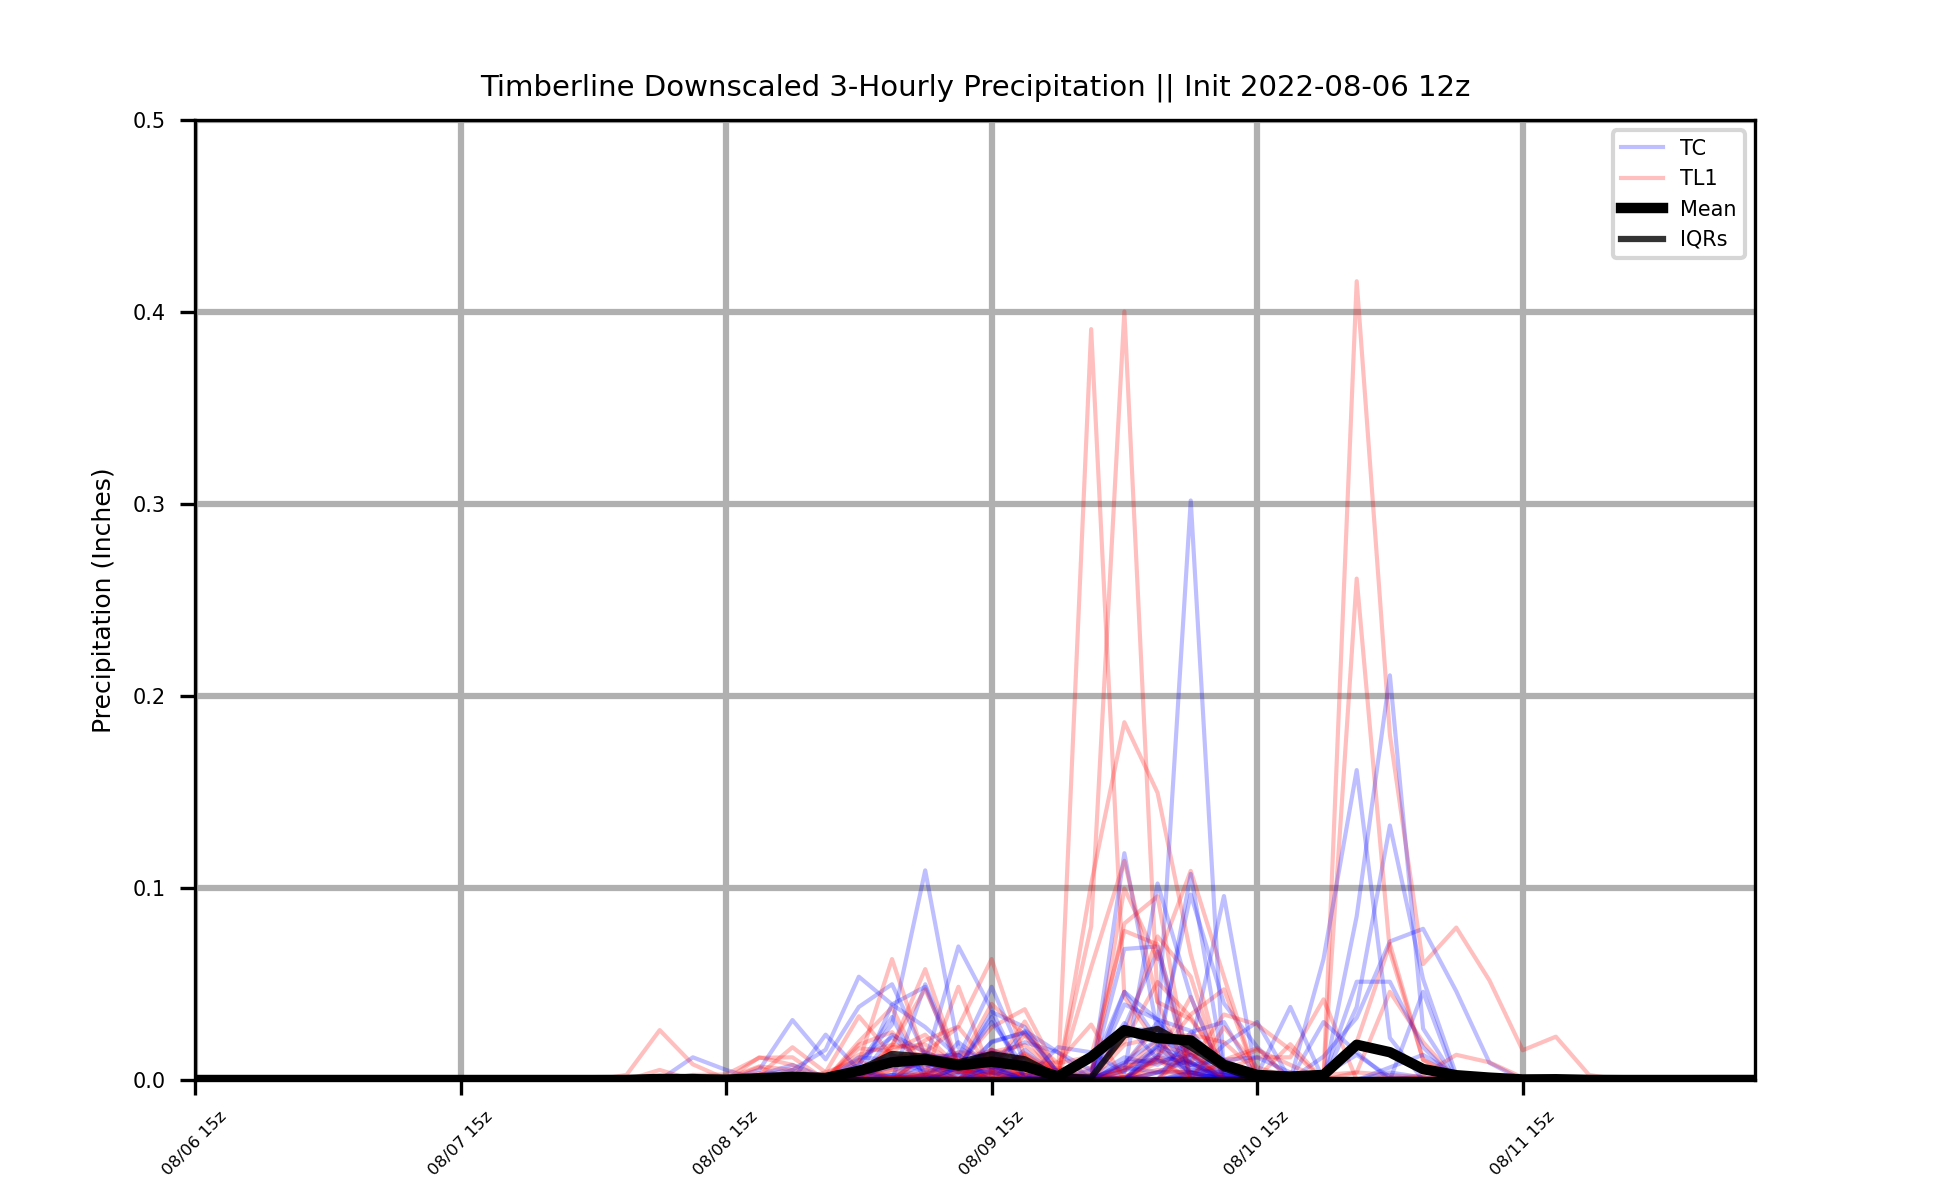 Timberline Downscaled 3-Hourly Precipitation || Init 2022-08-06 12z
0.5
0.4
0.3
0.2
0.1
0.0
Precipitation (Inches)
TC
TL1
Mean
IQRs
08/06 15z
08/07 15z
08/08 15z
08/09 15z
08/10 15z
08/11 15z